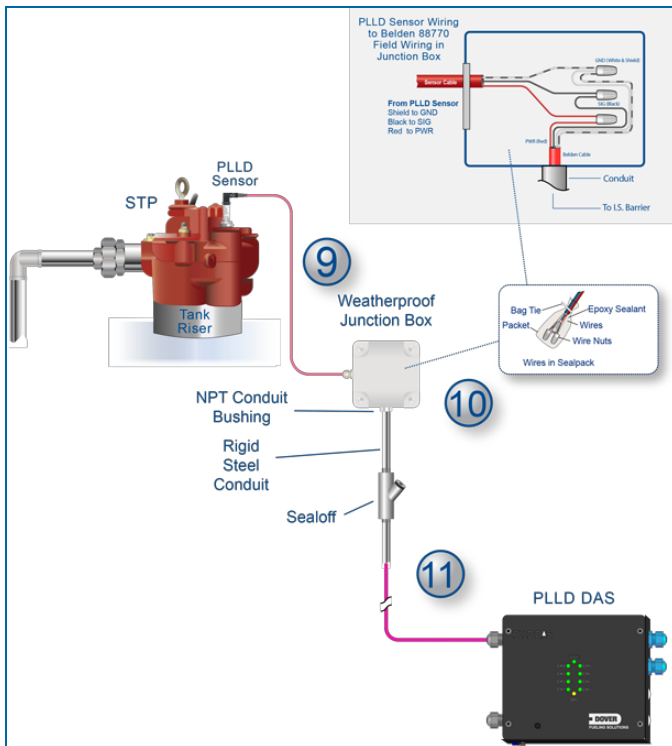 PLLD Sensor Wiring
to Belden 88770
Field Wiring in
Junction Box
GND (White & Shield)
Sensor Cable
From PLLD Sensor
Shield to GND
Black to SIG
Red to PWR
SIG (Black)
PWR (Red)
Belden Cable
Conduit
To I.S. Barrier
PLLD
Sensor
STP
Tank
Riser
9
Weatherproof
Junction Box
Bag Tie
Packet
Epoxy Sealant
Wires
Wire Nuts
Wires in Sealpack
10
NPT Conduit
Bushing
Rigid
Steel
Conduit
Sealoff
11
PLLD DAS
DOVER
FUELING SOLUTIONS